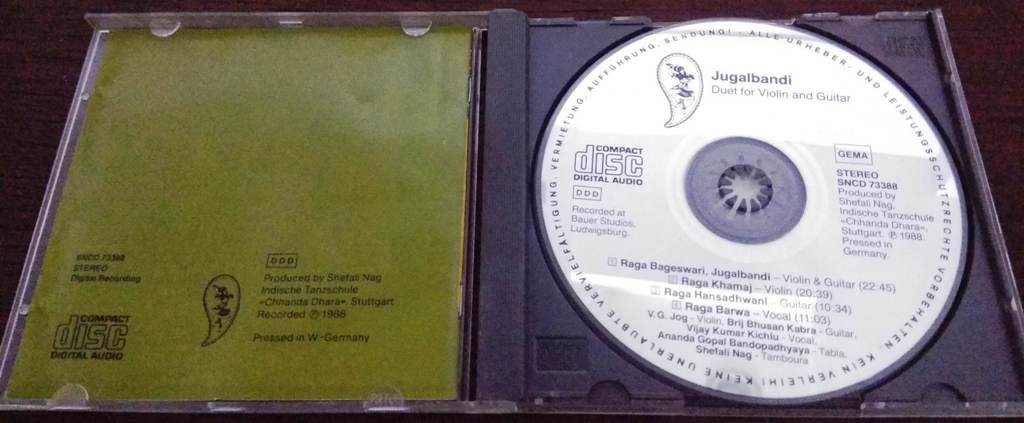 SNCD 73388
STEREO
Digital Recording
COMPACT
disc
DIGITAL AUDIO
DDD
Produced by Shefali Nag
Indische Tanzschule
»Chhanda Dhara«, Stuttgart
Recorded ℗ 1988
Pressed in W.-Germany
VERVIELFÄLTIGUNG, VERMIETUNG, AUFFÜHRUNG, SENDUNG! - ALLE URHEBER- UND LEISTUNGSSCHUTZRECHTE VORBEHALTEN. KEIN VERLEIH! KEINE UNERLAUBTE
Jugalbandi
Duet for Violin and Guitar
COMPACT
disc
DIGITAL AUDIO
DDD
Recorded at
Bauer Studios,
Ludwigsburg.
GEMA
STEREO
SNCD 73388
Produced by
Shefali Nag,
Indische Tanzschule
»Chhanda Dhara«,
Stuttgart. ℗ 1988.
Pressed in
Germany.
1 Raga Bageswari, Jugalbandi – Violin & Guitar (22:45)
2 Raga Khamaj – Violin (20:39)
3 Raga Hansadhwani – Guitar (10:34)
4 Raga Barwa – Vocal (11:03)
V.G. Jog - Violin, Brij Bhusan Kabra - Guitar,
Vijay Kumar Kichlu - Vocal,
Ananda Gopal Bandopadhyaya - Tabla,
Shefali Nag - Tamboura